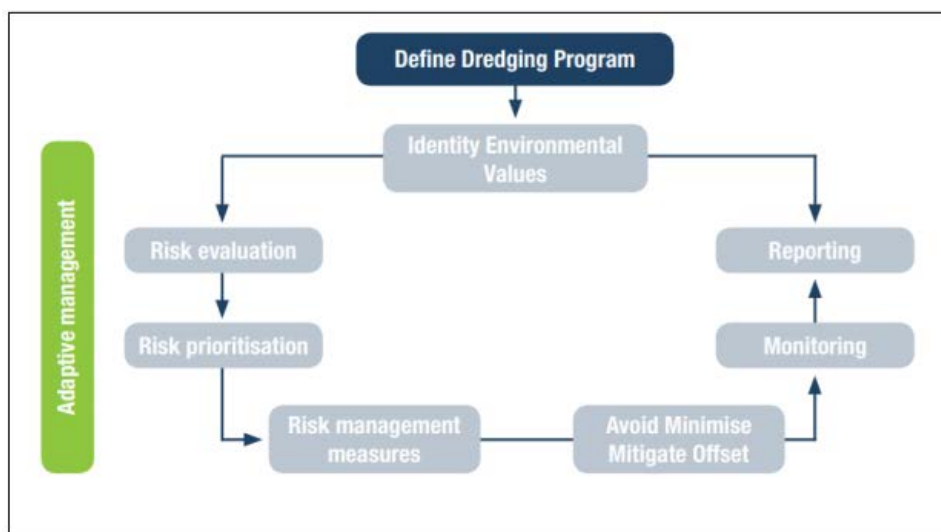 Define Dredging Program
Identity Environmental
Values
Adaptive management
Risk evaluation
Reporting
Risk prioritisation
Monitoring
Risk management
measures
Avoid Minimise
Mitigate Offset